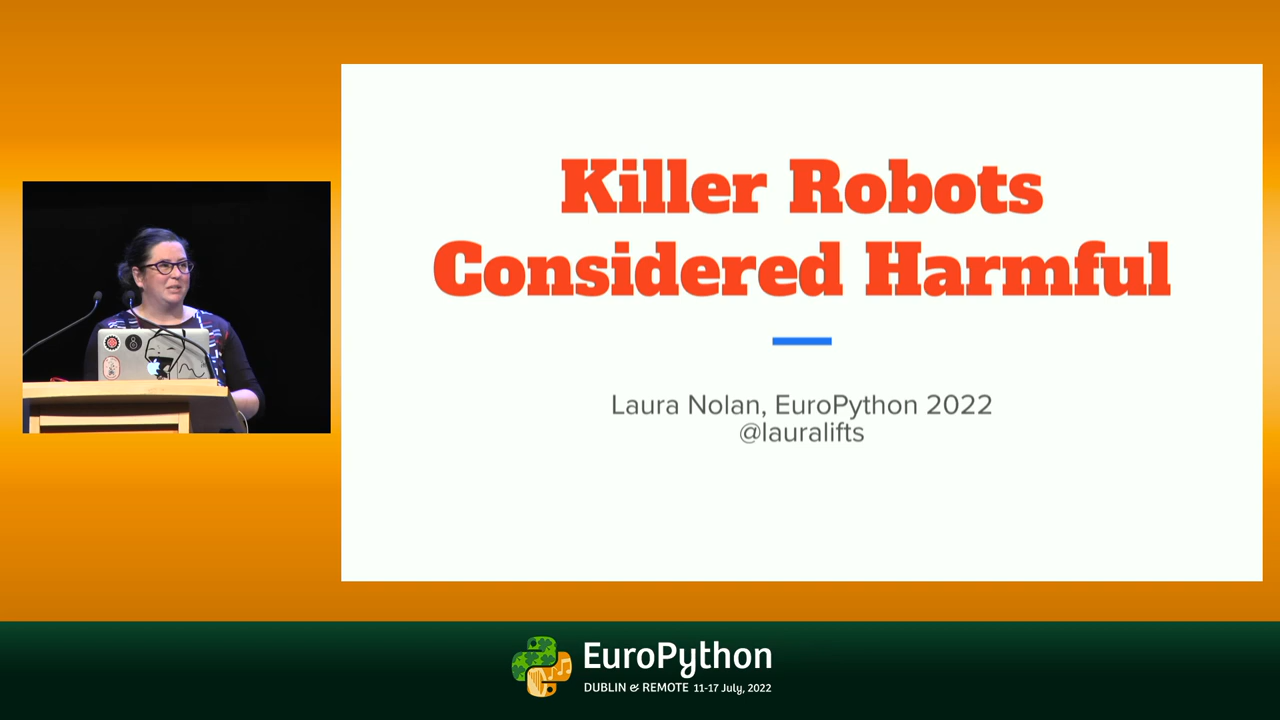 Killer Robots
Considered Harmful
Laura Nolan, EuroPython 2022
@lauralifts
EuroPython
DUBLIN & REMOTE 11-17 July, 2022